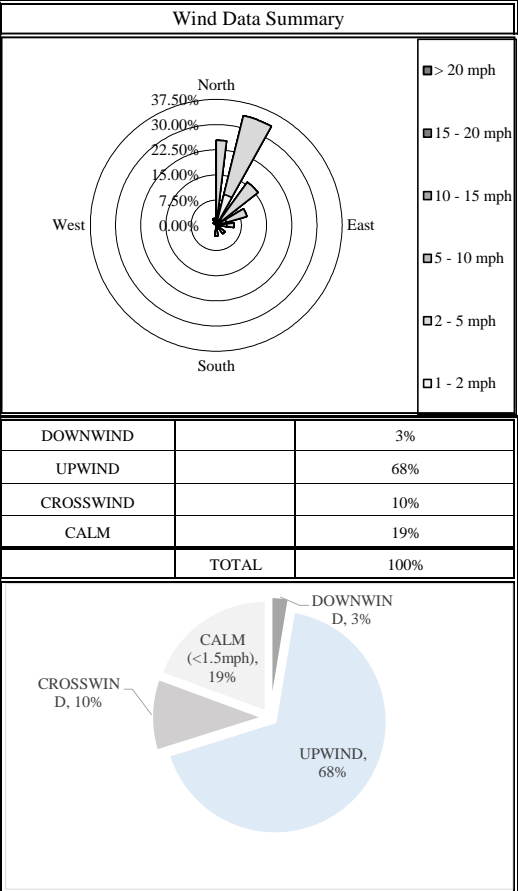 Wind Data Summary
North
37.50%
30.00%
22.50%
15.00%
7.50%
0.00%
West
East
South
> 20 mph
15 - 20 mph
10 - 15 mph
5 - 10 mph
2 - 5 mph
1 - 2 mph
DOWNWIND 3%
UPWIND 68%
CROSSWIND 10%
CALM 19%
TOTAL 100%
DOWNWIN
D, 3%
CALM
(<1.5mph),
19%
CROSSWIN
D, 10%
UPWIND,
68%